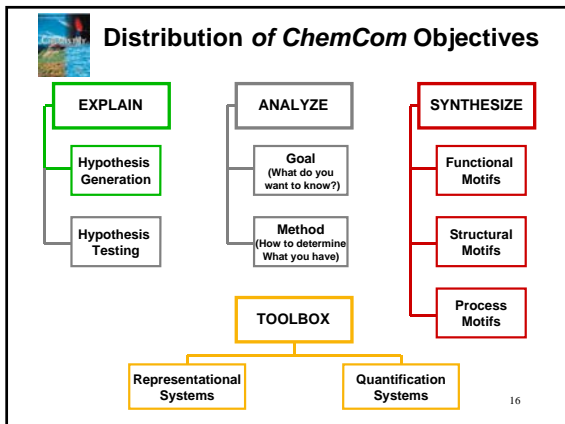 Distribution of ChemCom Objectives
EXPLAIN
Hypothesis
Generation
Hypothesis
Testing
ANALYZE
Goal
(What do you
want to know?)
Method
(How to determine
What you have)
SYNTHESIZE
Functional
Motifs
Structural
Motifs
Process
Motifs
TOOLBOX
Representational
Systems
Quantification
Systems
16